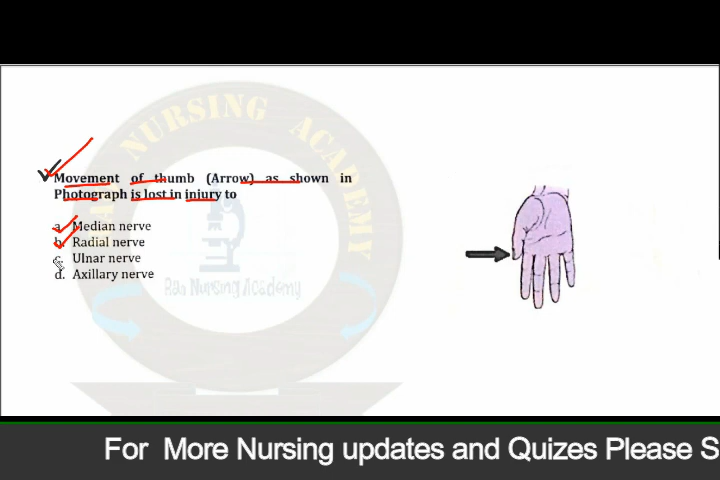 NURSING ACADEMY
Movement of thumb (Arrow) as shown in
Photograph is lost in injury to
a. Median nerve
b. Radial nerve
c. Ulnar nerve
d. Axillary nerve
Rao Nursing Academy
For More Nursing updates and Quizes Please S